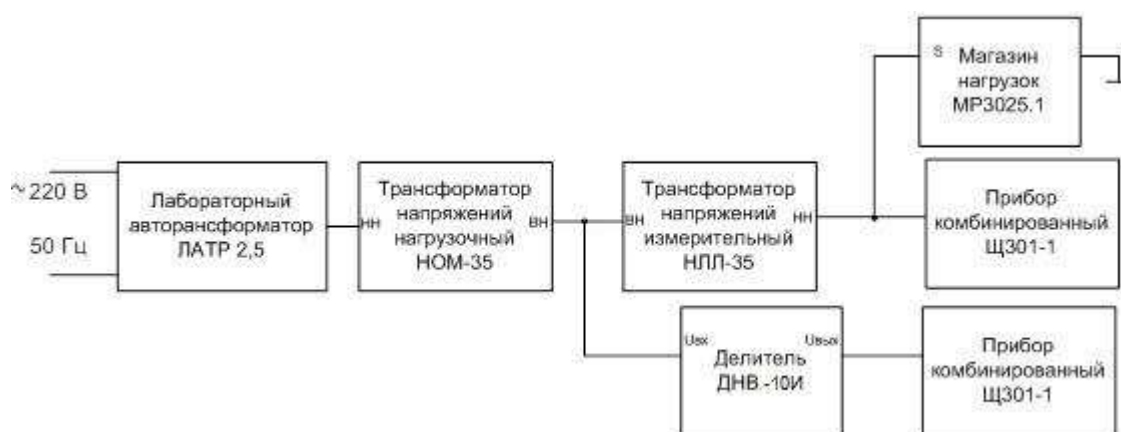 S
Магазин
нагрузок
МР3025.1
~220 В
50 Гц
Лабораторный
авторансформатор
ЛАТР 2,5
Трансформатор
напряжений
нагрузочный
НОМ-35
НН
ВН
Трансформатор
напряжений
измерительный
НЛЛ-35
ВН
НН
Прибор
комбинированный
Щ301-1
Uвх
Uвых
Делитель
ДНВ -10И
Прибор
комбинированный
Щ301-1